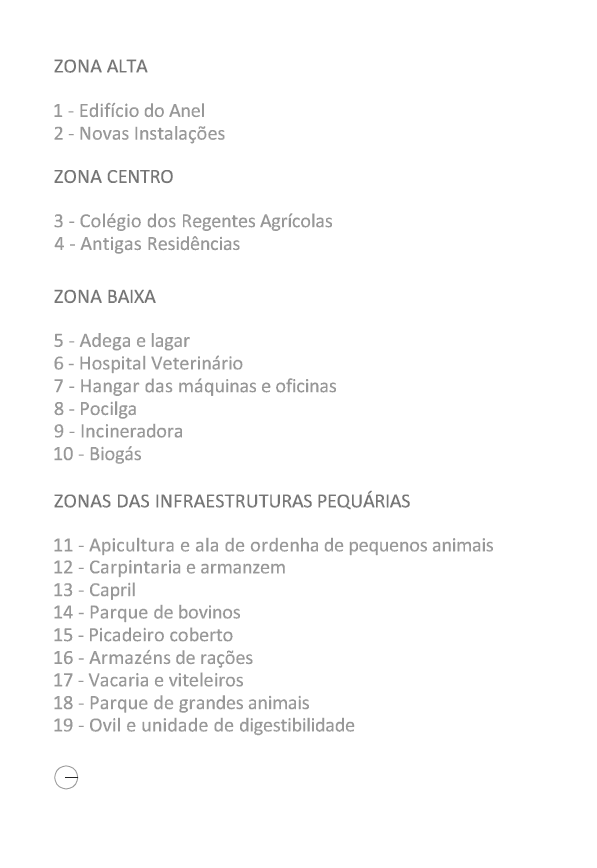 ZONA ALTA
1 - Edifício do Anel
2 - Novas Instalações
ZONA CENTRO
3 - Colégio dos Regentes Agrícolas
4 - Antigas Residências
ZONA BAIXA
5 - Adega e lagar
6 - Hospital Veterinário
7 - Hangar das máquinas e oficinas
8 - Pocilga
9 - Incineradora
10 - Biogás
ZONAS DAS INFRAESTRUTURAS PEQUÁRIAS
11 - Apicultura e ala de ordenha de pequenos animais
12 - Carpintaria e armanzem
13 - Capril
14 - Parque de bovinos
15 - Picadeiro coberto
16 - Armazéns de rações
17 - Vacaria e viteleiros
18 - Parque de grandes animais
19 - Ovil e unidade de digestibilidade